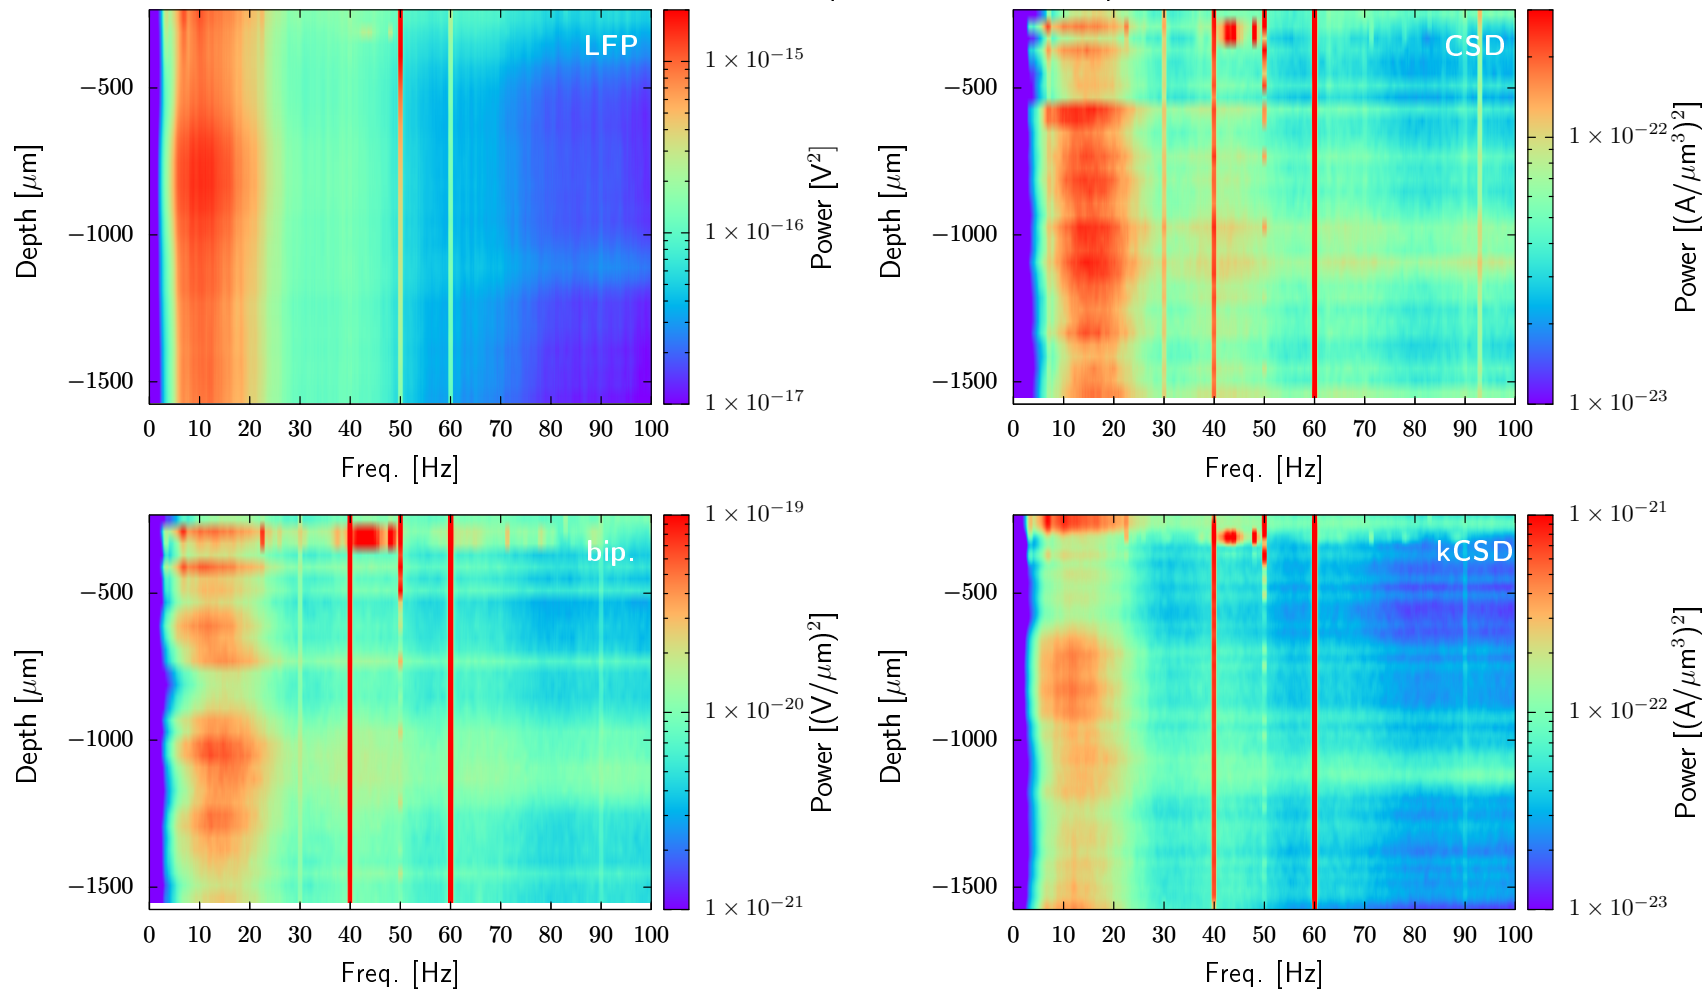 LFP
−500
−1000
−1500
Depth [μm]
0 10 20 30 40 50 60 70 80 90 100
Freq. [Hz]
1 × 10−15
1 × 10−16
1 × 10−17
Power [V2]
CSD
−500
−1000
−1500
Depth [μm]
0 10 20 30 40 50 60 70 80 90 100
Freq. [Hz]
1 × 10−22
1 × 10−23
Power [(A/μm3)2]
bip.
−500
−1000
−1500
Depth [μm]
0 10 20 30 40 50 60 70 80 90 100
Freq. [Hz]
1 × 10−19
1 × 10−20
1 × 10−21
Power [(V/μm)2]
kCSD
−500
−1000
−1500
Depth [μm]
0 10 20 30 40 50 60 70 80 90 100
Freq. [Hz]
1 × 10−21
1 × 10−22
1 × 10−23
Power [(A/μm3)2]